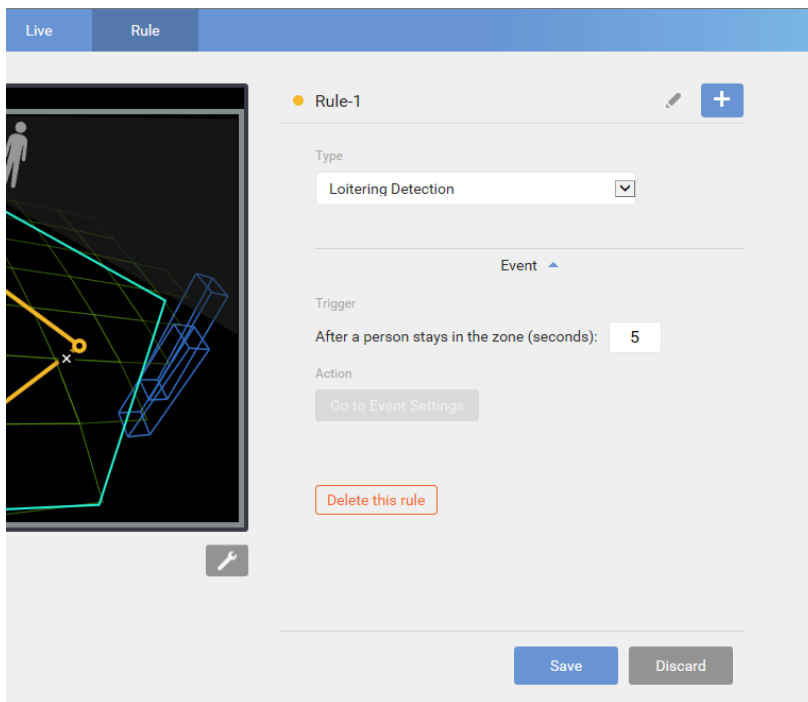 Live Rule
Rule-1
Type
Loitering Detection
Event
Trigger
After a person stays in the zone (seconds): 5
Action
Go to Event Settings
Delete this rule
Save Discard